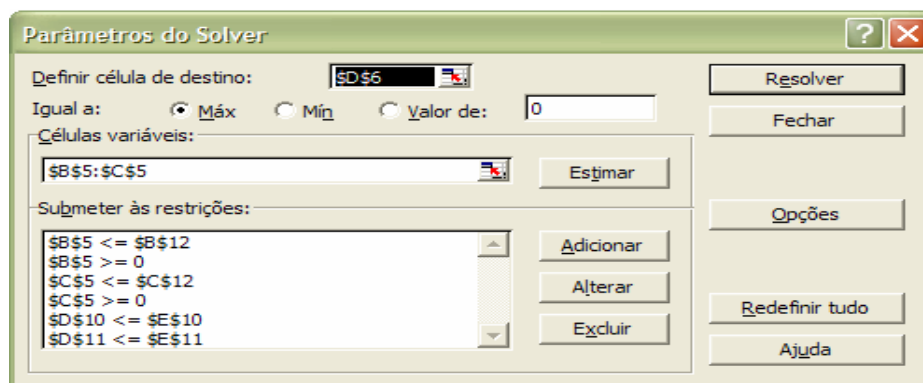 Parâmetros do Solver
Definir célula de destino: $D$6
Igual a: Máx Mín Valor de: 0
Células variáveis:
$B$5:$C$5
Estimar
Submeter às restrições:
$B$5 <= $B$12
$B$5 >= 0
$C$5 <= $C$12
$C$5 >= 0
$D$10 <= $E$10
$D$11 <= $E$11
Adicionar
Alterar
Excluir
Resolver
Fechar
Opções
Redefinir tudo
Ajuda